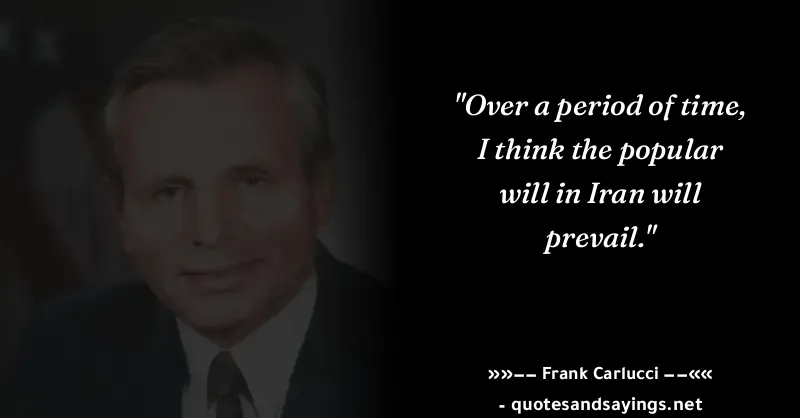 "Over a period of time,
I think the popular
will in Iran will
prevail."
»»–– Frank Carlucci ––««
- quotesandsayings.net